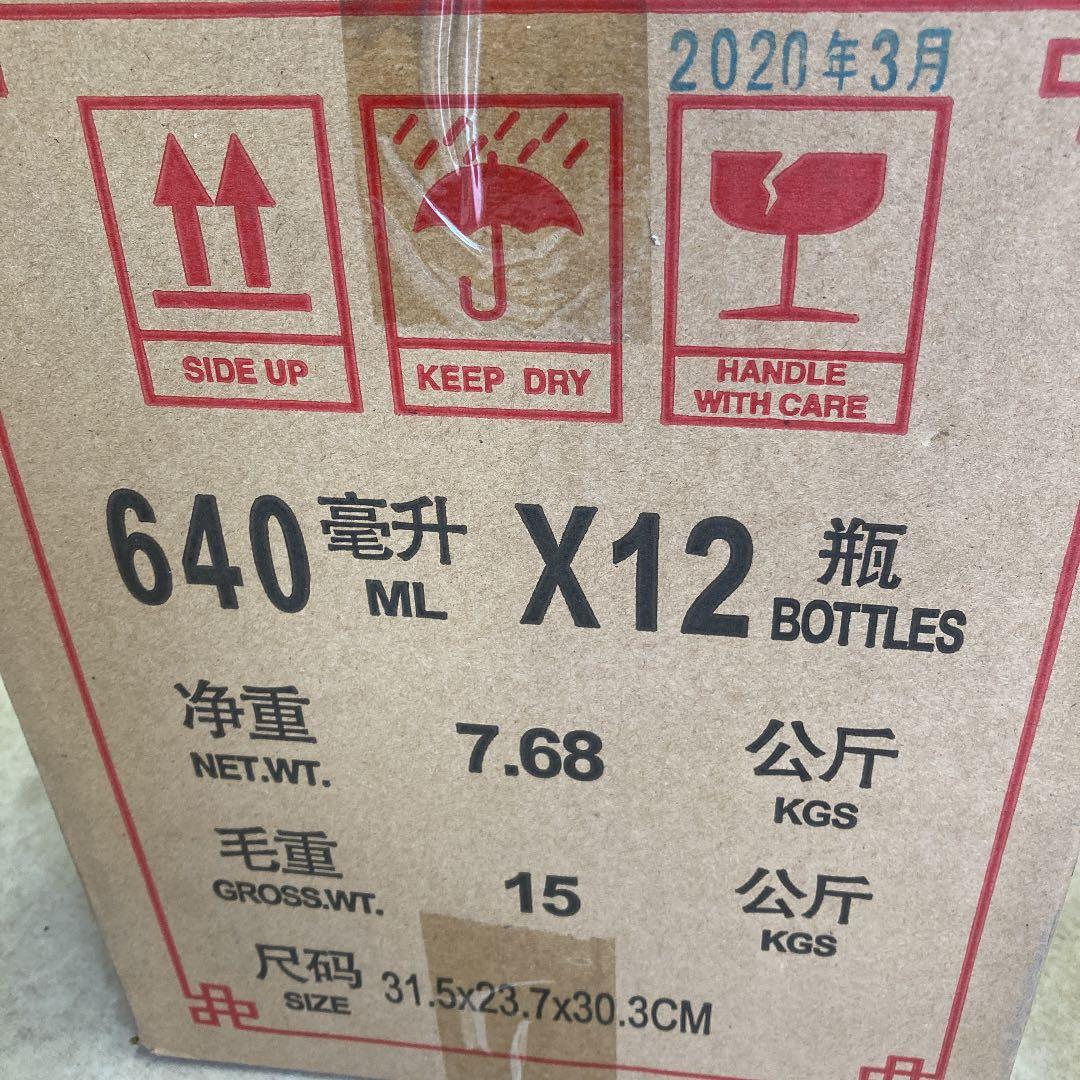 2020年3月
SIDE UP
KEEP DRY
HANDLE
WITH CARE
640 毫升 X12 瓶
ML BOTTLES
净重 7.68 公斤
NET.WT. KGS
毛重 15 公斤
GROSS.WT. KGS
尺码 31.5x23.7x30.3CM
SIZE